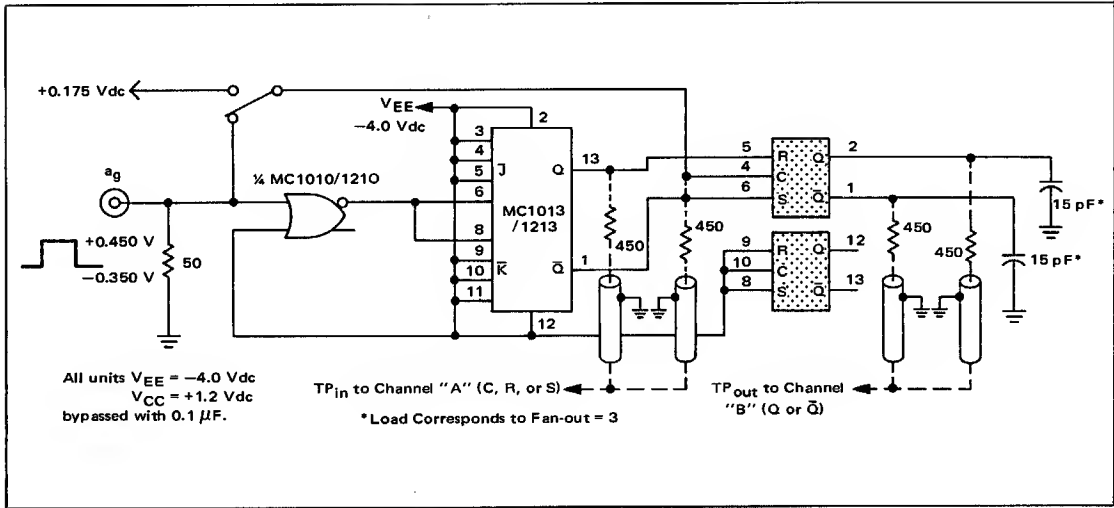 +0.175 Vdc
VEE
−4.0 Vdc
2
3
4
5
6
8
9
10
11
J̄
K̄
Q
Q̄
MC1013
/1213
13
1
12
ag
¼ MC1010/1210
+0.450 V
−0.350 V
50
450
450
5
4
6
R
C
S
Q
Q̄
2
1
9
10
8
R
C
S
Q
Q̄
12
13
450
450
15 pF*
15 pF*
All units VEE = −4.0 Vdc
VCC = +1.2 Vdc
bypassed with 0.1 μF.
TPin to Channel "A" (C, R, or S)
*Load Corresponds to Fan-out = 3
TPout to Channel
"B" (Q or Q̄)